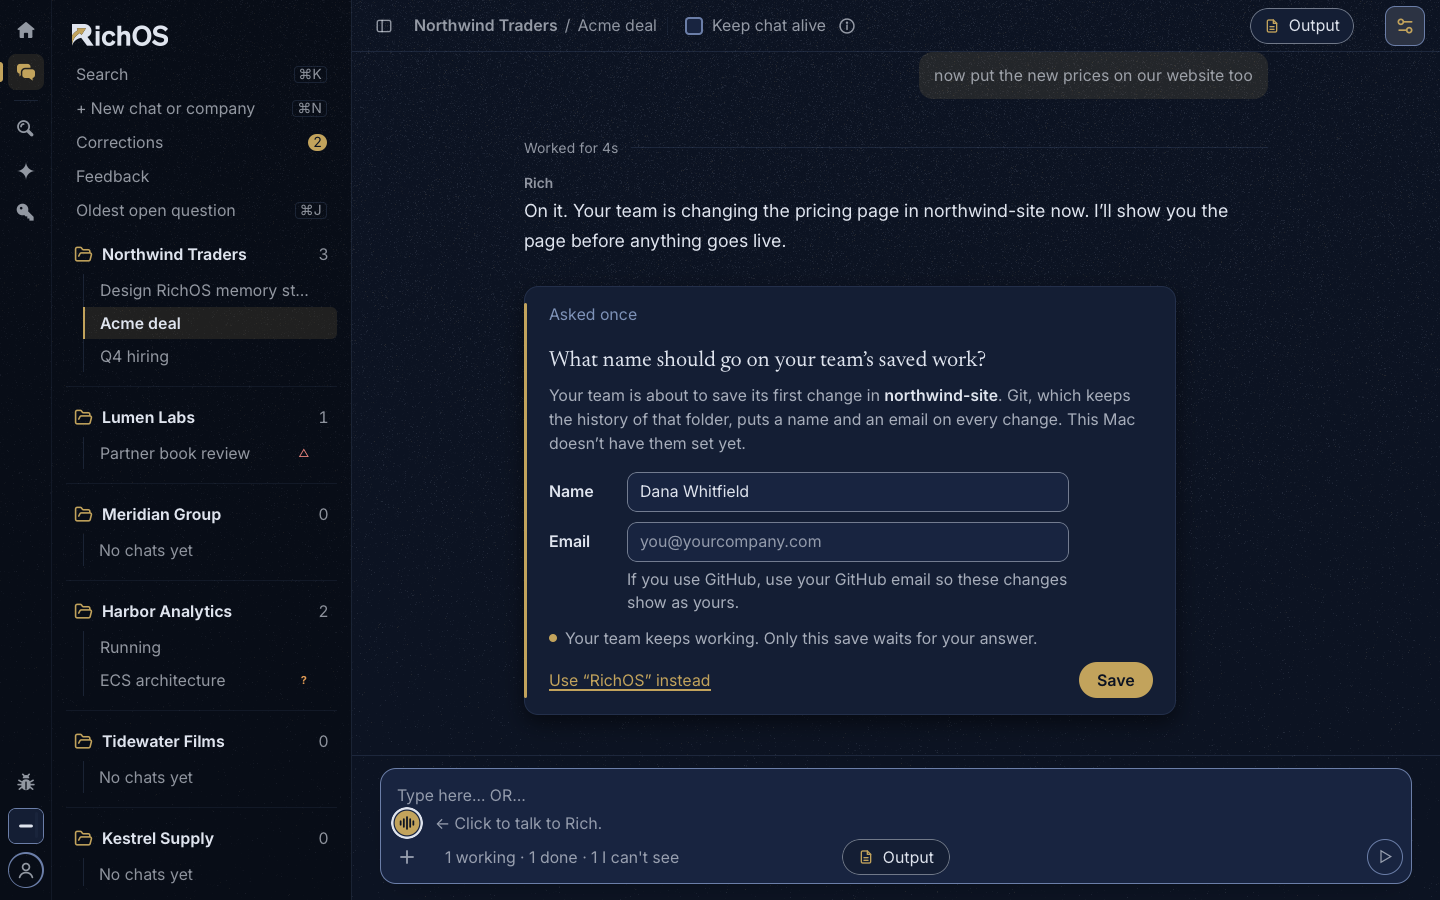 RichOS
Search ⌘K
+ New chat or company ⌘N
Corrections 2
Feedback
Oldest open question ⌘J
Northwind Traders 3
Design RichOS memory st...
Acme deal
Q4 hiring
Lumen Labs 1
Partner book review
Meridian Group 0
No chats yet
Harbor Analytics 2
Running
ECS architecture ?
Tidewater Films 0
No chats yet
Kestrel Supply 0
No chats yet
Northwind Traders / Acme deal Keep chat alive Output
now put the new prices on our website too
Worked for 4s
Rich
On it. Your team is changing the pricing page in northwind-site now. I’ll show you the
page before anything goes live.
Asked once
What name should go on your team’s saved work?
Your team is about to save its first change in northwind-site. Git, which keeps
the history of that folder, puts a name and an email on every change. This Mac
doesn’t have them set yet.
Name Dana Whitfield
Email you@yourcompany.com
If you use GitHub, use your GitHub email so these changes
show as yours.
Your team keeps working. Only this save waits for your answer.
Use “RichOS” instead Save
Type here... OR...
← Click to talk to Rich.
1 working · 1 done · 1 I can't see Output